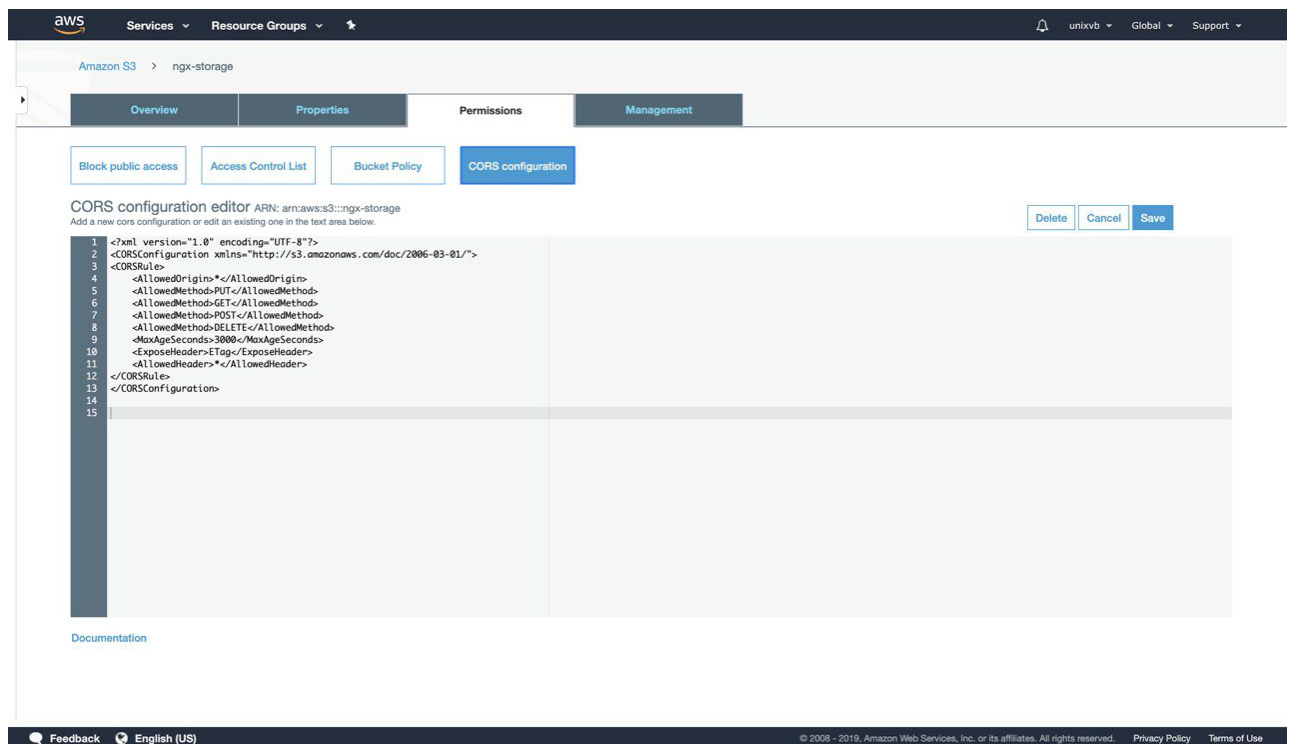 aws Services Resource Groups unixvb Global Support
Amazon S3 > ngx-storage
Overview Properties Permissions Management
Block public access Access Control List Bucket Policy CORS configuration
CORS configuration editor ARN: arn:aws:s3:::ngx-storage
Add a new cors configuration or edit an existing one in the text area below.
Delete Cancel Save
1 <?xml version="1.0" encoding="UTF-8"?>
2 <CORSConfiguration xmlns="http://s3.amazonaws.com/doc/2006-03-01/">
3 <CORSRule>
4 <AllowedOrigin>*</AllowedOrigin>
5 <AllowedMethod>PUT</AllowedMethod>
6 <AllowedMethod>GET</AllowedMethod>
7 <AllowedMethod>POST</AllowedMethod>
8 <AllowedMethod>DELETE</AllowedMethod>
9 <MaxAgeSeconds>3000</MaxAgeSeconds>
10 <ExposeHeader>ETag</ExposeHeader>
11 <AllowedHeader>*</AllowedHeader>
12 </CORSRule>
13 </CORSConfiguration>
14
15
Documentation
Feedback English (US) © 2008 - 2019, Amazon Web Services, Inc. or its affiliates. All rights reserved. Privacy Policy Terms of Use